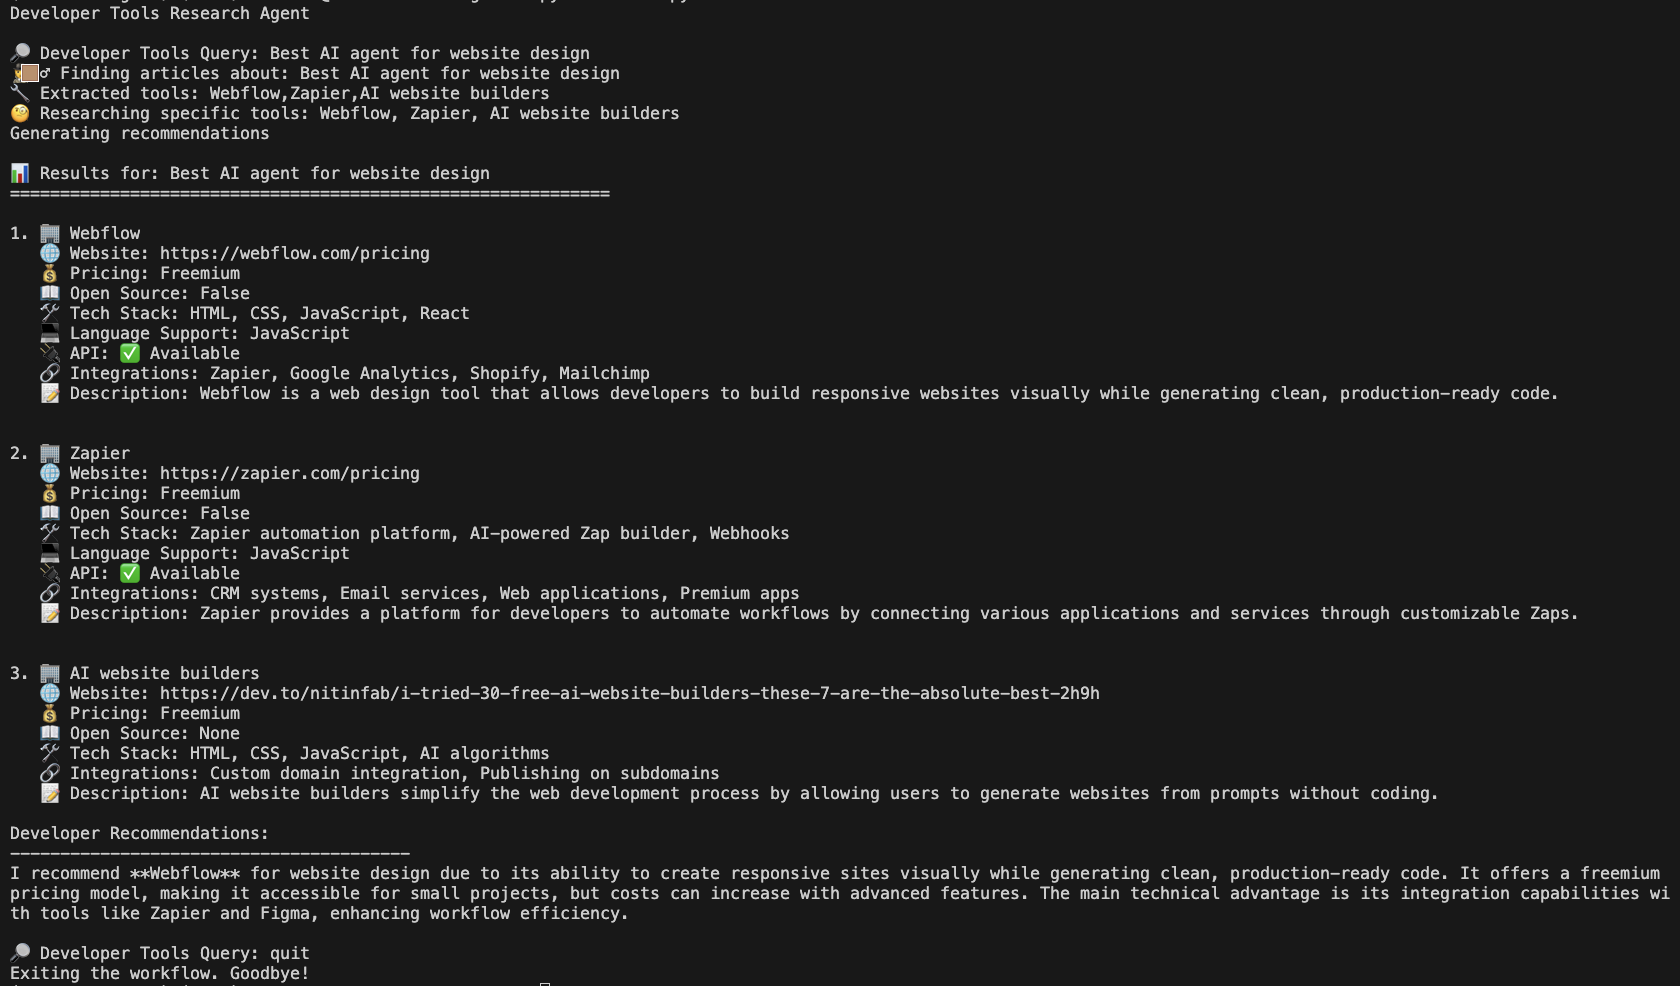 Developer Tools Research Agent
🔎 Developer Tools Query: Best AI agent for website design
♂ Finding articles about: Best AI agent for website design
🔧 Extracted tools: Webflow,Zapier,AI website builders
🧐 Researching specific tools: Webflow, Zapier, AI website builders
Generating recommendations
📊 Results for: Best AI agent for website design
============================================================
1. 🏢 Webflow
🌐 Website: https://webflow.com/pricing
💰 Pricing: Freemium
📖 Open Source: False
🛠 Tech Stack: HTML, CSS, JavaScript, React
💻 Language Support: JavaScript
🔌 API: ✅ Available
🔗 Integrations: Zapier, Google Analytics, Shopify, Mailchimp
📝 Description: Webflow is a web design tool that allows developers to build responsive websites visually while generating clean, production-ready code.
2. 🏢 Zapier
🌐 Website: https://zapier.com/pricing
💰 Pricing: Freemium
📖 Open Source: False
🛠 Tech Stack: Zapier automation platform, AI-powered Zap builder, Webhooks
💻 Language Support: JavaScript
🔌 API: ✅ Available
🔗 Integrations: CRM systems, Email services, Web applications, Premium apps
📝 Description: Zapier provides a platform for developers to automate workflows by connecting various applications and services through customizable Zaps.
3. 🏢 AI website builders
🌐 Website: https://dev.to/nitinfab/i-tried-30-free-ai-website-builders-these-7-are-the-absolute-best-2h9h
💰 Pricing: Freemium
📖 Open Source: None
🛠 Tech Stack: HTML, CSS, JavaScript, AI algorithms
🔗 Integrations: Custom domain integration, Publishing on subdomains
📝 Description: AI website builders simplify the web development process by allowing users to generate websites from prompts without coding.
Developer Recommendations:
----------------------------------------
I recommend **Webflow** for website design due to its ability to create responsive sites visually while generating clean, production-ready code. It offers a freemium
pricing model, making it accessible for small projects, but costs can increase with advanced features. The main technical advantage is its integration capabilities wi
th tools like Zapier and Figma, enhancing workflow efficiency.
🔎 Developer Tools Query: quit
Exiting the workflow. Goodbye!